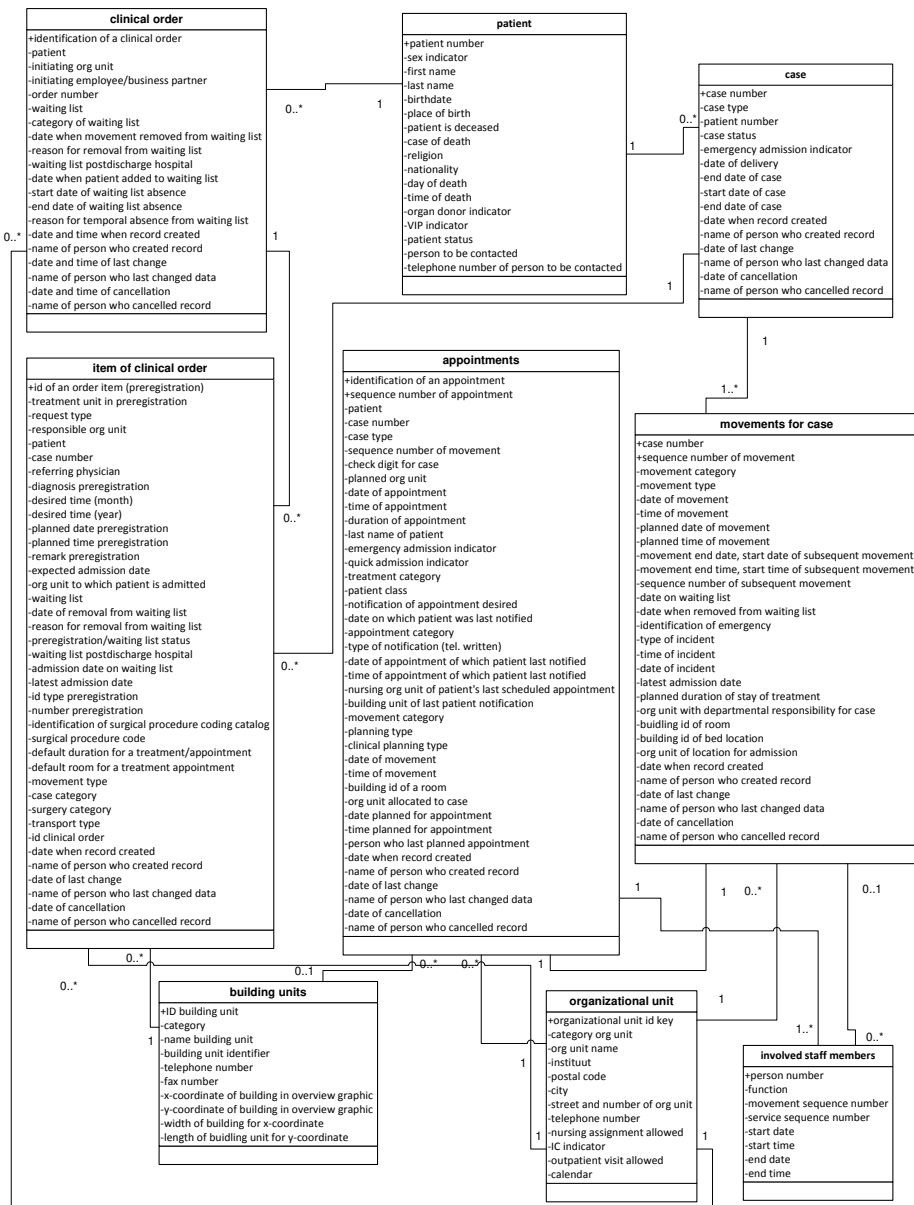 clinical order
+identification of a clinical order
-patient
-initiating org unit
-initiating employee/business partner
-order number
-waiting list
-category of waiting list
-date when movement removed from waiting list
-reason for removal from waiting list
-waiting list postdischarge hospital
-date when patient added to waiting list
-start date of waiting list absence
-end date of waiting list absence
-reason for temporal absence from waiting list
-date and time when record created
-name of person who created record
-date and time of last change
-name of person who last changed data
-date and time of cancellation
-name of person who cancelled record
patient
+patient number
-sex indicator
-first name
-last name
-birthdate
-place of birth
-patient is deceased
-case of death
-religion
-nationality
-day of death
-time of death
-organ donor indicator
-VIP indicator
-patient status
-person to be contacted
-telephone number of person to be contacted
case
+case number
-case type
-patient number
-case status
-emergency admission indicator
-date of delivery
-end date of case
-start date of case
-end date of case
-date when record created
-name of person who created record
-date of last change
-name of person who last changed data
-date of cancellation
-name of person who cancelled record
0..*
1
1
0..*
0..*
1
1
1
1..*
item of clinical order
+id of an order item (preregistration)
-treatment unit in preregistration
-request type
-responsible org unit
-patient
-case number
-referring physician
-diagnosis preregistration
-desired time (month)
-desired time (year)
-planned date preregistration
-planned time preregistration
-remark preregistration
-expected admission date
-org unit to which patient is admitted
-waiting list
-date of removal from waiting list
-reason for removal from waiting list
-preregistration/waiting list status
-waiting list postdischarge hospital
-admission date on waiting list
-latest admission date
-id type preregistration
-number preregistration
-identification of surgical procedure coding catalog
-surgical procedure code
-default duration for a treatment/appointment
-default room for a treatment appointment
-movement type
-case category
-surgery category
-transport type
-id clinical order
-date when record created
-name of person who created record
-date of last change
-name of person who last changed data
-date of cancellation
-name of person who cancelled record
0..*
0..*
appointments
+identification of an appointment
+sequence number of appointment
-patient
-case number
-case type
-sequence number of movement
-check digit for case
-planned org unit
-date of appointment
-time of appointment
-duration of appointment
-last name of patient
-emergency admission indicator
-quick admission indicator
-treatment category
-patient class
-notification of appointment desired
-date on which patient was last notified
-appointment category
-type of notification (tel. written)
-date of appointment of which patient last notified
-time of appointment of which patient last notified
-nursing org unit of patient's last scheduled appointment
-building unit of last patient notification
-movement category
-planning type
-clinical planning type
-date of movement
-time of movement
-building id of a room
-org unit allocated to case
-date planned for appointment
-time planned for appointment
-person who last planned appointment
-date when record created
-name of person who created record
-date of last change
-name of person who last changed data
-date of cancellation
-name of person who cancelled record
movements for case
+case number
+sequence number of movement
-movement category
-movement type
-date of movement
-time of movement
-planned date of movement
-planned time of movement
-movement end date, start date of subsequent movement
-movement end time, start time of subsequent movement
-sequence number of subsequent movement
-date on waiting list
-date when removed from waiting list
-identification of emergency
-type of incident
-time of incident
-date of incident
-latest admission date
-planned duration of stay of treatment
-org unit with departmental responsibility for case
-buidling id of room
-building id of bed location
-org unit of location for admission
-date when record created
-name of person who created record
-date of last change
-name of person who last changed data
-date of cancellation
-name of person who cancelled record
1
1
0..*
0..1
0..*
0..*
0..1
0..*
0..*
1
building units
+ID building unit
-category
-name building unit
-building unit identifier
-telephone number
-fax number
-x-coordinate of building in overview graphic
-y-coordinate of building in overview graphic
-width of building for x-coordinate
-length of buidling unit for y-coordinate
1
organizational unit
+organizational unit id key
-category org unit
-org unit name
-instituut
-postal code
-city
-street and number of org unit
-telephone number
-nursing assignment allowed
-IC indicator
-outpatient visit allowed
-calendar
1
1
1
1
1..*
0..*
involved staff members
+person number
-function
-movement sequence number
-service sequence number
-start date
-start time
-end date
-end time